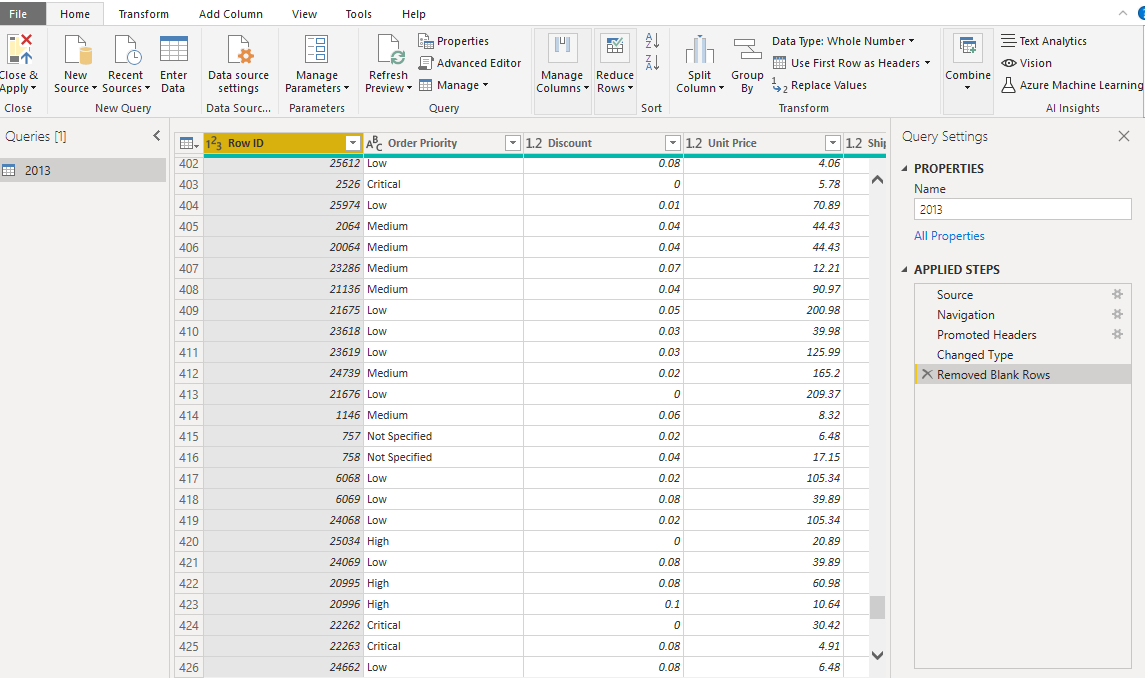 File Home Transform Add Column View Tools Help
Close & Apply
New Source
Recent Sources
Enter Data
Data source settings
Manage Parameters
Refresh Preview
Properties
Advanced Editor
Manage
Manage Columns
Reduce Rows
A Z
Z A
Split Column
Group By
Data Type: Whole Number
Use First Row as Headers
1 2 Replace Values
Combine
Text Analytics
Vision
Azure Machine Learning
Close New Query Data Sourc... Parameters Query Sort Transform AI Insights
Queries [1]
2013
1²3 Row ID ABC Order Priority 1.2 Discount 1.2 Unit Price 1.2 Ship
402 25612 Low 0.08 4.06
403 2526 Critical 0 5.78
404 25974 Low 0.01 70.89
405 2064 Medium 0.04 44.43
406 20064 Medium 0.04 44.43
407 23286 Medium 0.07 12.21
408 21136 Medium 0.04 90.97
409 21675 Low 0.05 200.98
410 23618 Low 0.03 39.98
411 23619 Low 0.03 125.99
412 24739 Medium 0.02 165.2
413 21676 Low 0 209.37
414 1146 Medium 0.06 8.32
415 757 Not Specified 0.02 6.48
416 758 Not Specified 0.04 17.15
417 6068 Low 0.02 105.34
418 6069 Low 0.08 39.89
419 24068 Low 0.02 105.34
420 25034 High 0 20.89
421 24069 Low 0.08 39.89
422 20995 High 0.08 60.98
423 20996 High 0.1 10.64
424 22262 Critical 0 30.42
425 22263 Critical 0.08 4.91
426 24662 Low 0.08 6.48
Query Settings
PROPERTIES
Name
2013
All Properties
APPLIED STEPS
Source
Navigation
Promoted Headers
Changed Type
Removed Blank Rows